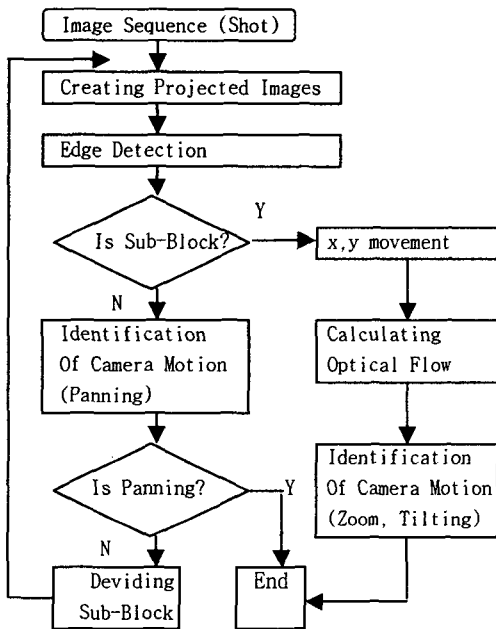 Image Sequence (Shot)
Creating Projected Images
Edge Detection
Is Sub-Block?
Y
x,y movement
N
Identification
Of Camera Motion
(Panning)
Calculating
Optical Flow
Is Panning?
Y
Identification
Of Camera Motion
(Zoom, Tilting)
N
Deviding
Sub-Block
End